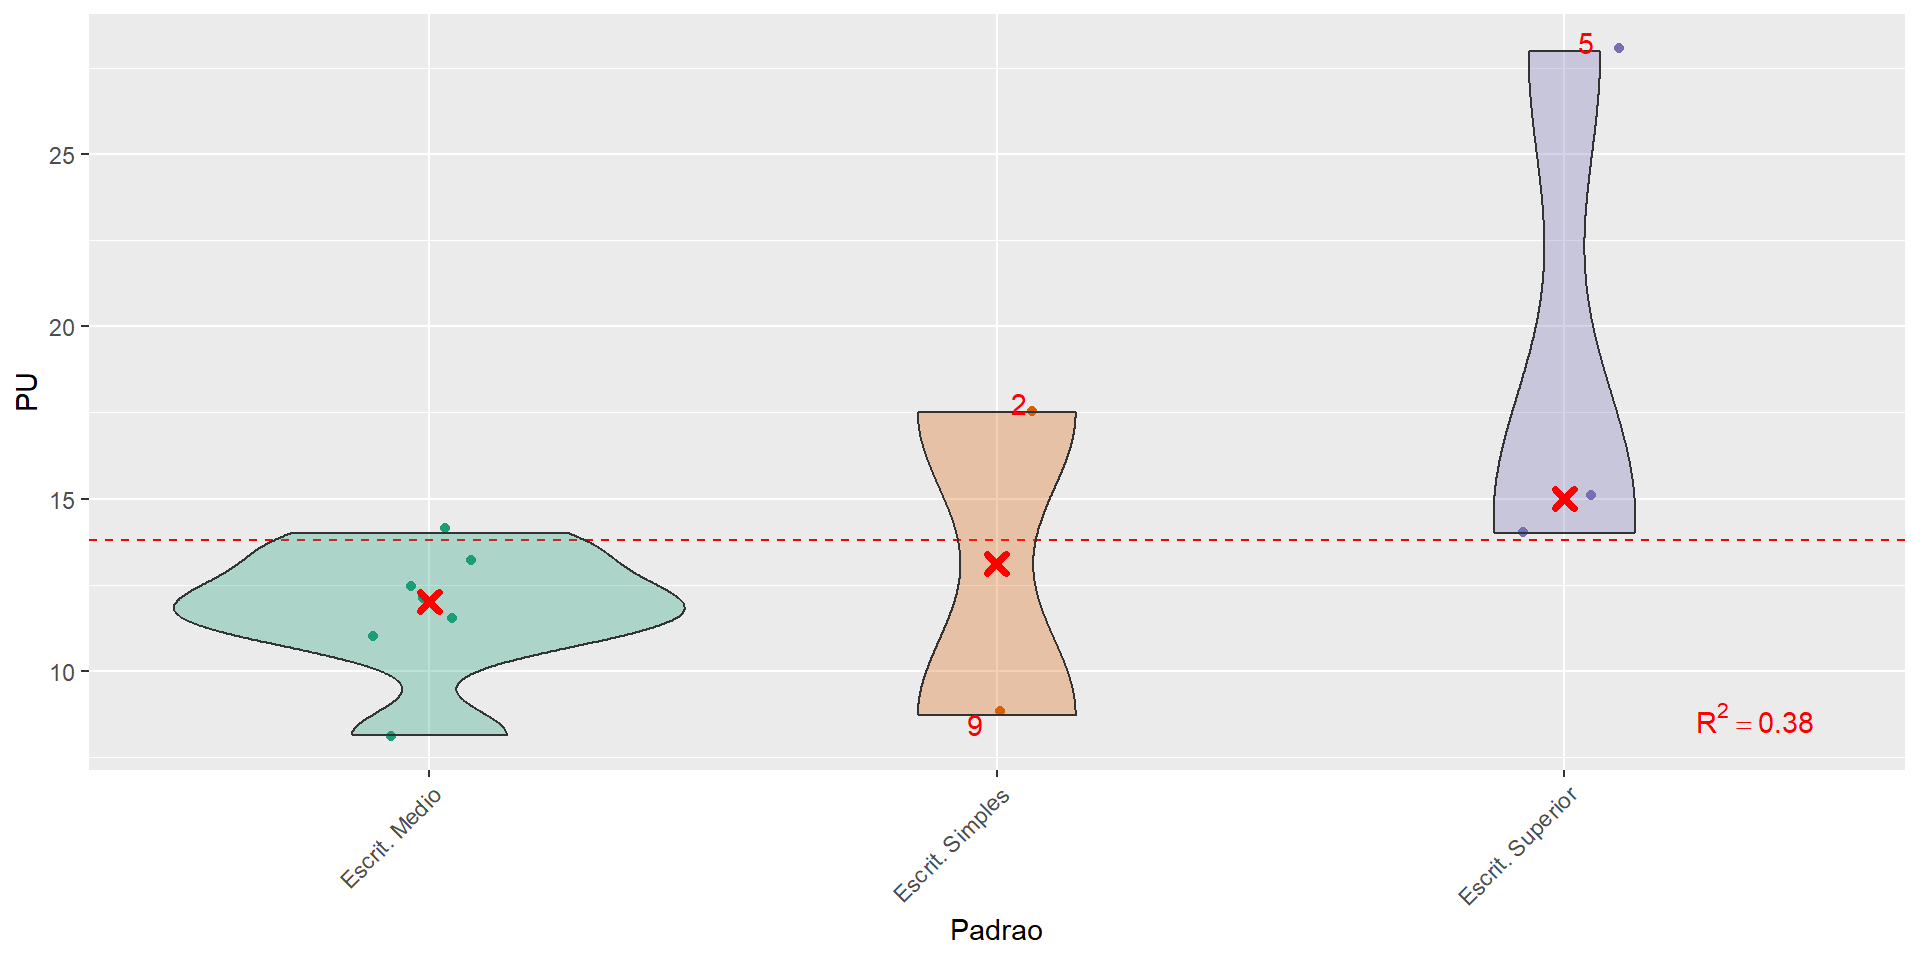 PU
25
20
15
10
5
2
9
R² = 0.38
Escrit. Medio
Escrit. Simples
Escrit. Superior
Padrao